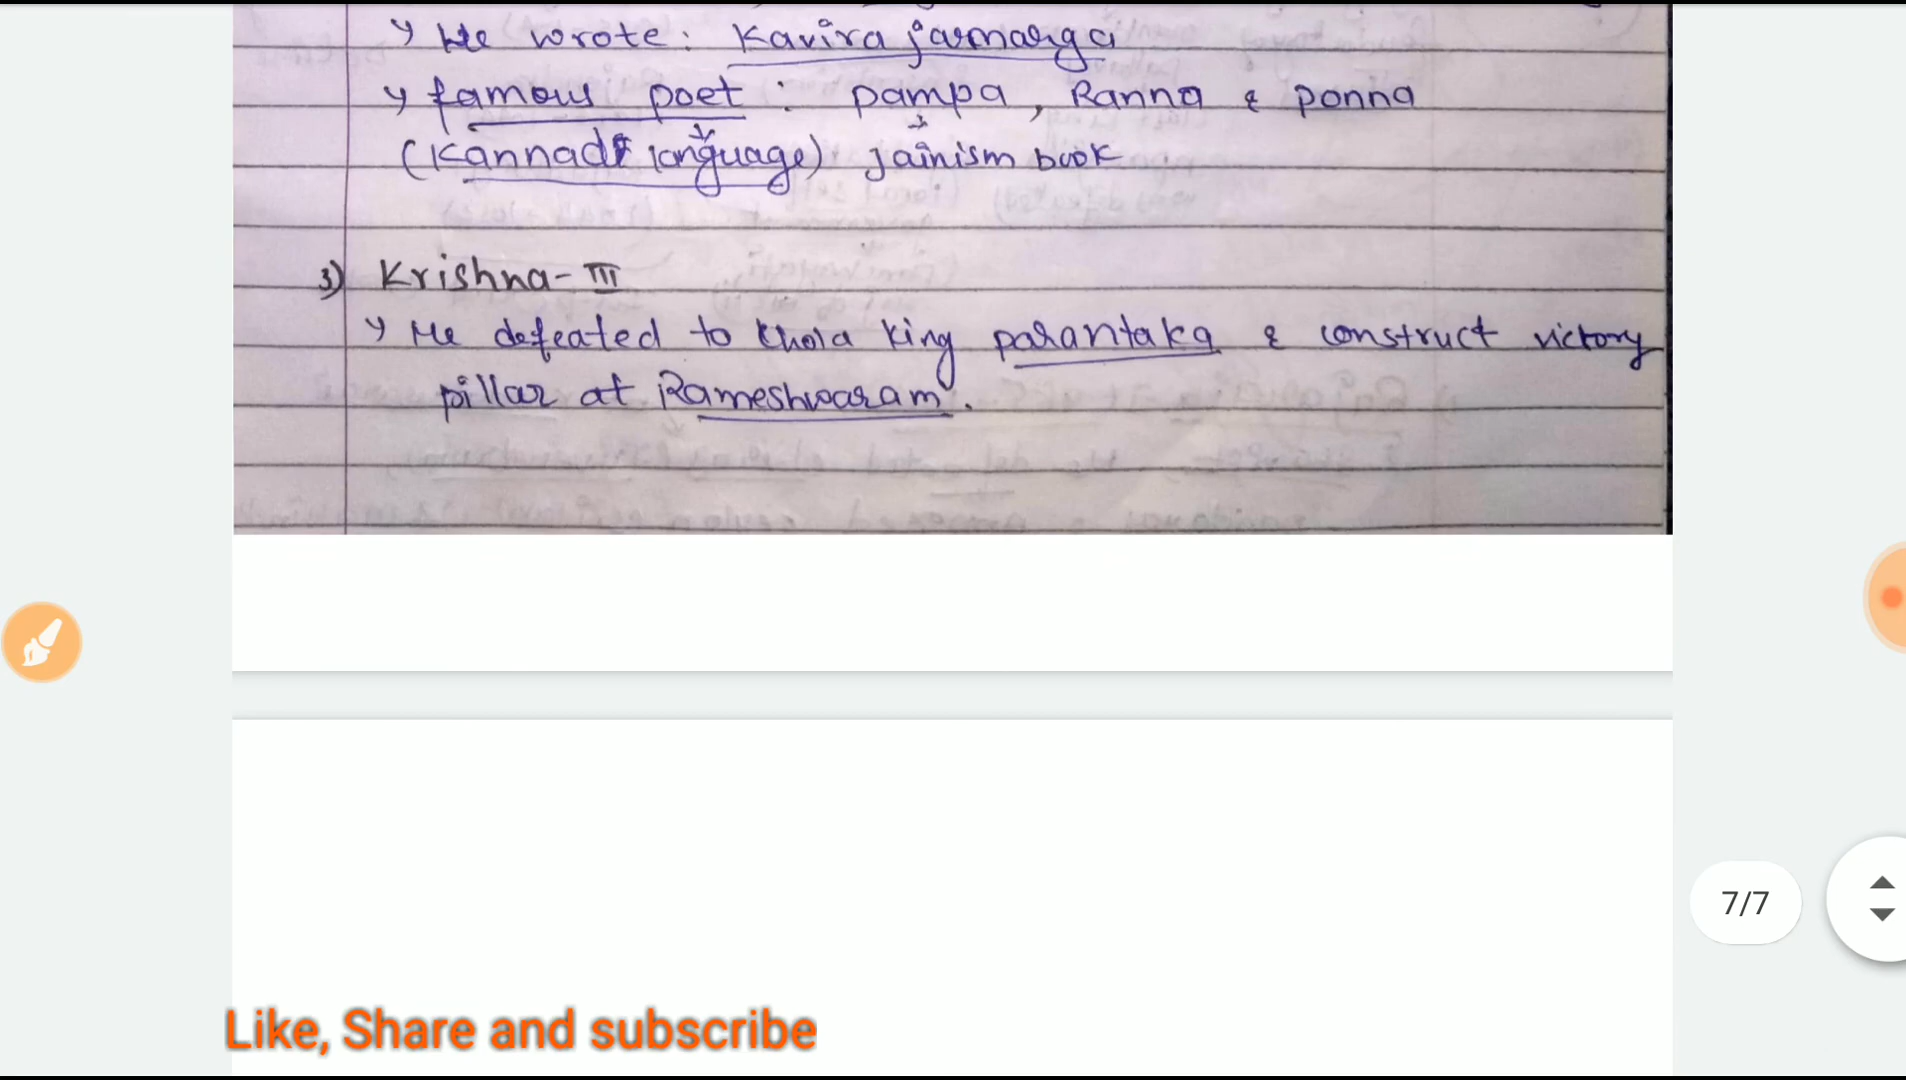 He wrote: Kavirajarmarga
famous poet: pampa, Ranna & ponna
(Kannada language) Jainism book
3) Krishna-III
He defeated to Chola king parantaka & construct victory
pillar at Rameshwaram.
7/7
Like, Share and subscribe